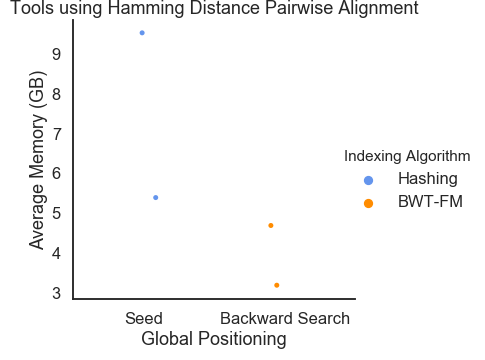 Tools using Hamming Distance Pairwise Alignment
9
8
7
6
5
4
3
Average Memory (GB)
Indexing Algorithm
Hashing
BWT-FM
Seed
Backward Search
Global Positioning